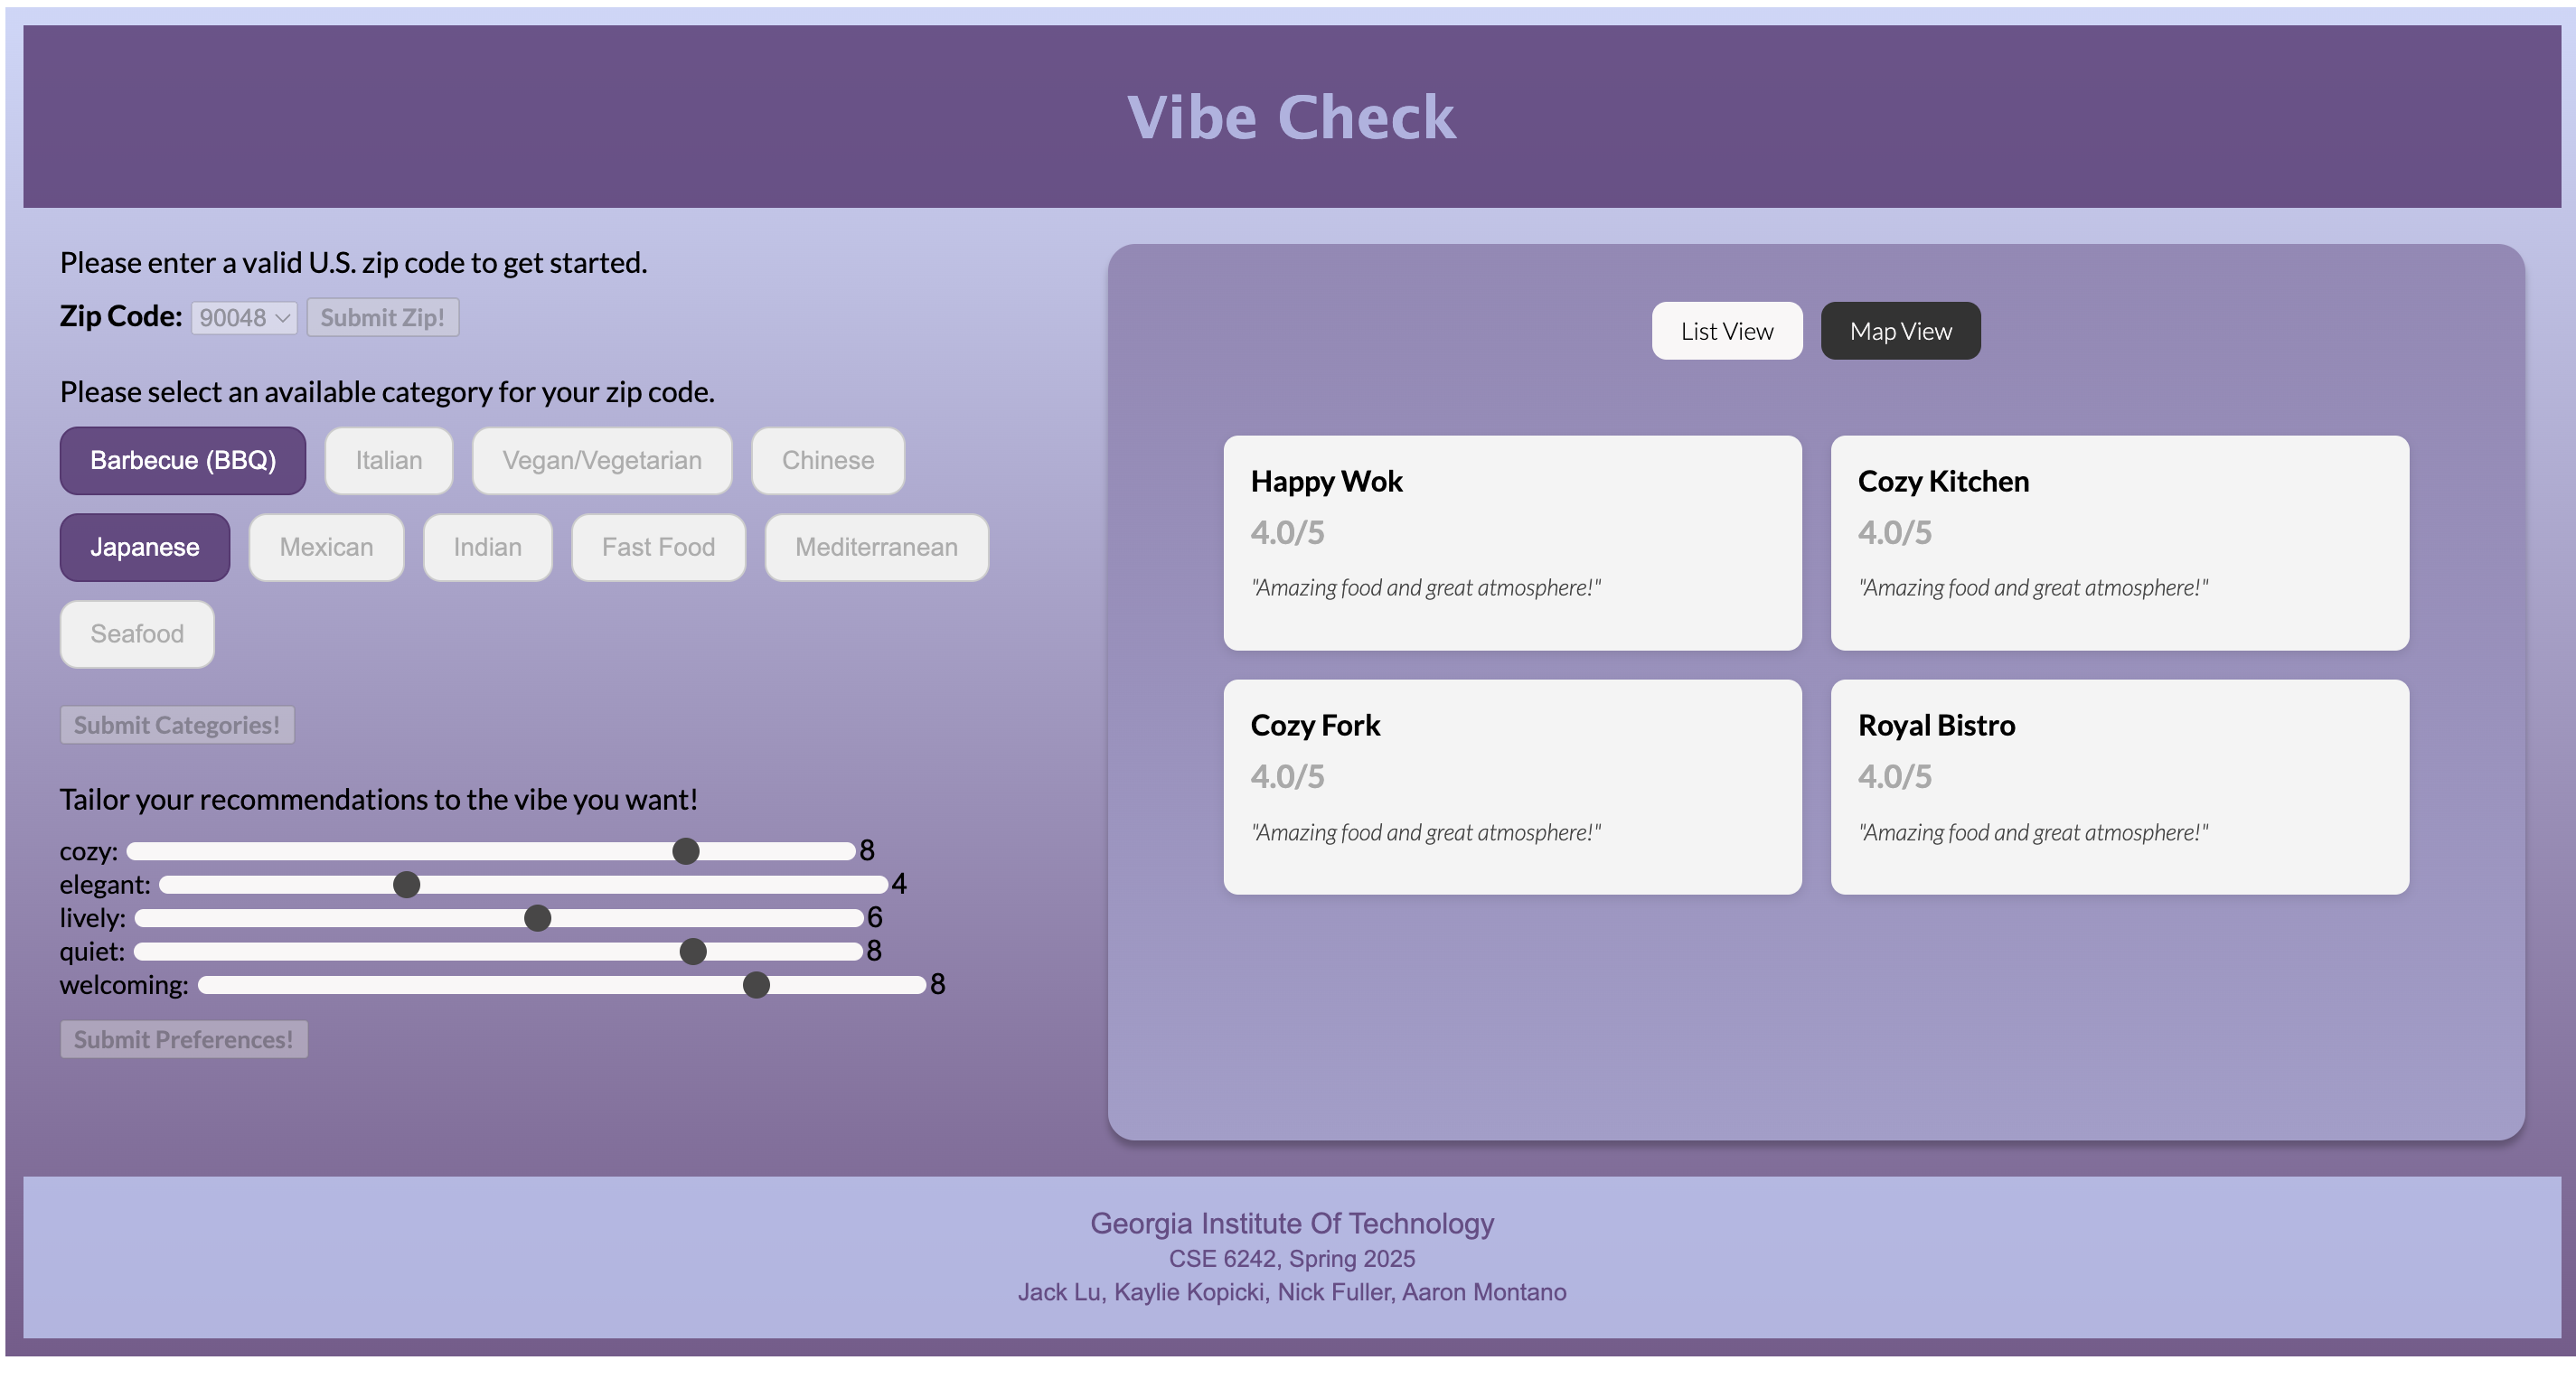 Vibe Check
Please enter a valid U.S. zip code to get started.
Zip Code: 90048 Submit Zip!
Please select an available category for your zip code.
Barbecue (BBQ) Italian Vegan/Vegetarian Chinese
Japanese Mexican Indian Fast Food Mediterranean
Seafood
Submit Categories!
Tailor your recommendations to the vibe you want!
cozy: 8
elegant: 4
lively: 6
quiet: 8
welcoming: 8
Submit Preferences!
List View Map View
Happy Wok
4.0/5
"Amazing food and great atmosphere!"
Cozy Kitchen
4.0/5
"Amazing food and great atmosphere!"
Cozy Fork
4.0/5
"Amazing food and great atmosphere!"
Royal Bistro
4.0/5
"Amazing food and great atmosphere!"
Georgia Institute Of Technology
CSE 6242, Spring 2025
Jack Lu, Kaylie Kopicki, Nick Fuller, Aaron Montano